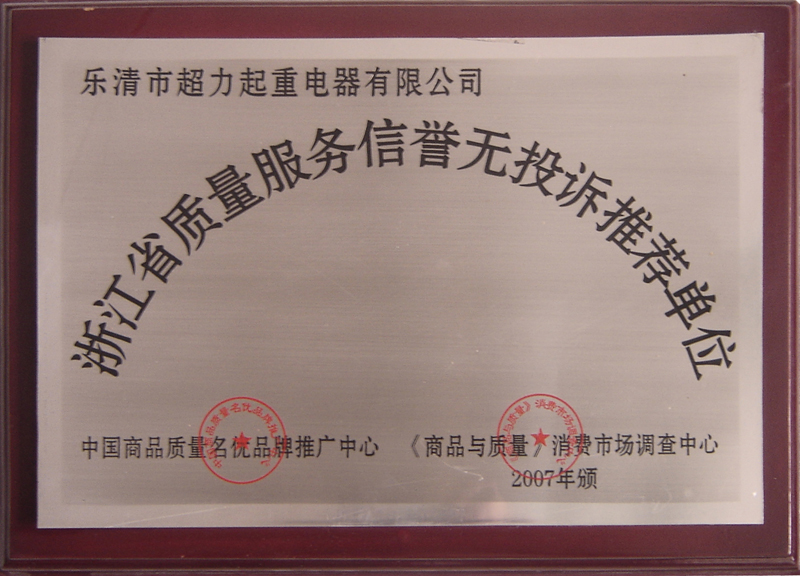 乐清市超力起重电器有限公司
浙江省质量服务信誉无投诉推荐单位
中国商品质量名优品牌推广中心
《商品与质量》消费市场调查中心
2007年颁